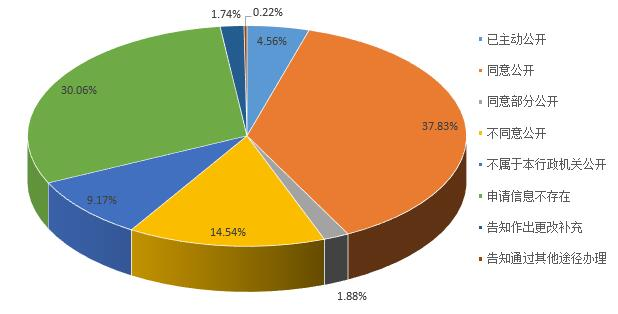 1.74%
0.22%
4.56%
30.06%
37.83%
9.17%
14.54%
1.88%
已主动公开
同意公开
同意部分公开
不同意公开
不属于本行政机关公开
申请信息不存在
告知作出更改补充
告知通过其他途径办理